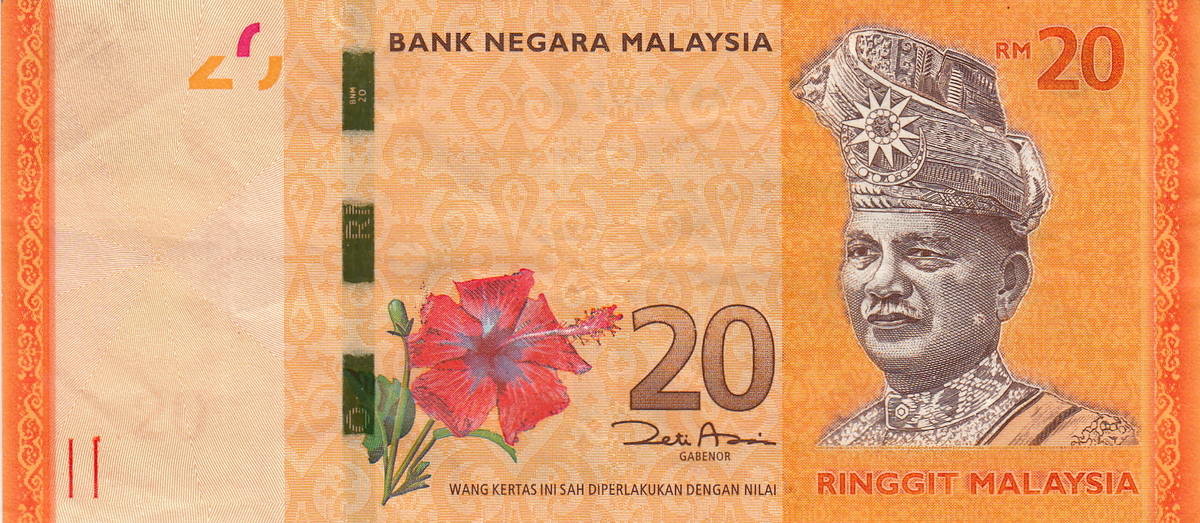 BANK NEGARA MALAYSIA
RM 20
BNM
20
RM
20
Zeti Aziz
GABENOR
WANG KERTAS INI SAH DIPERLAKUKAN DENGAN NILAI
RINGGIT MALAYSIA